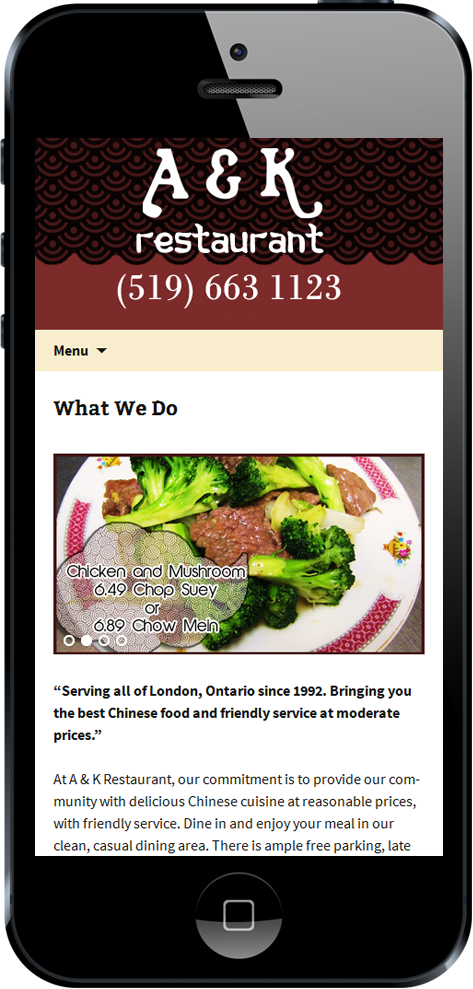 A & K
restaurant
(519) 663 1123
Menu
What We Do
Chicken and Mushroom
6.49 Chop Suey
or
6.89 Chow Mein
“Serving all of London, Ontario since 1992. Bringing you
the best Chinese food and friendly service at moderate
prices.”
At A & K Restaurant, our commitment is to provide our com-
munity with delicious Chinese cuisine at reasonable prices,
with friendly service. Dine in and enjoy your meal in our
clean, casual dining area. There is ample free parking, late